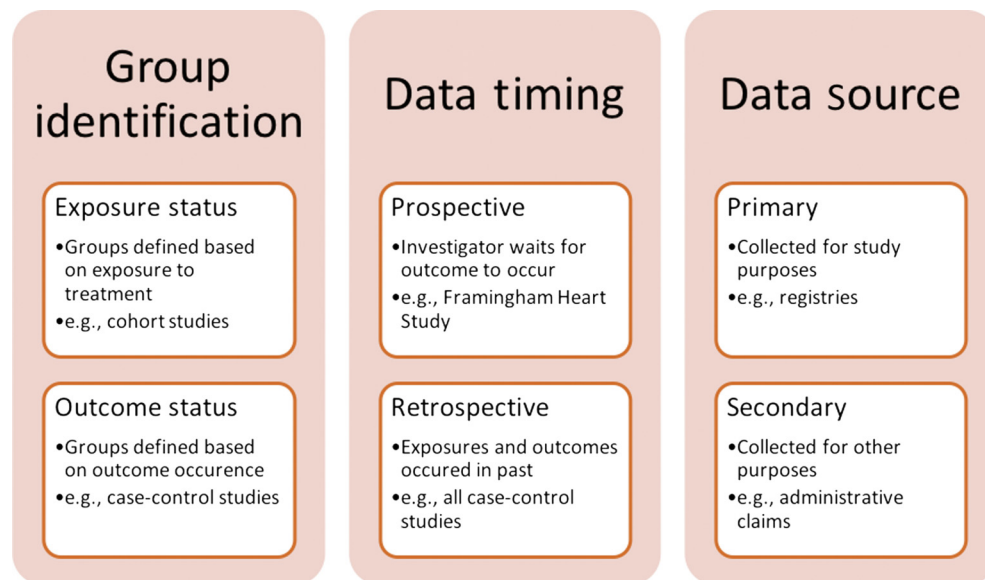 Group
identification
Exposure status
•Groups defined based
on exposure to
treatment
•e.g., cohort studies
Outcome status
•Groups defined based
on outcome occurence
•e.g., case-control studies
Data timing
Prospective
•Investigator waits for
outcome to occur
•e.g., Framingham Heart
Study
Retrospective
•Exposures and outcomes
occured in past
•e.g., all case-control
studies
Data source
Primary
•Collected for study
purposes
•e.g., registries
Secondary
•Collected for other
purposes
•e.g., administrative
claims